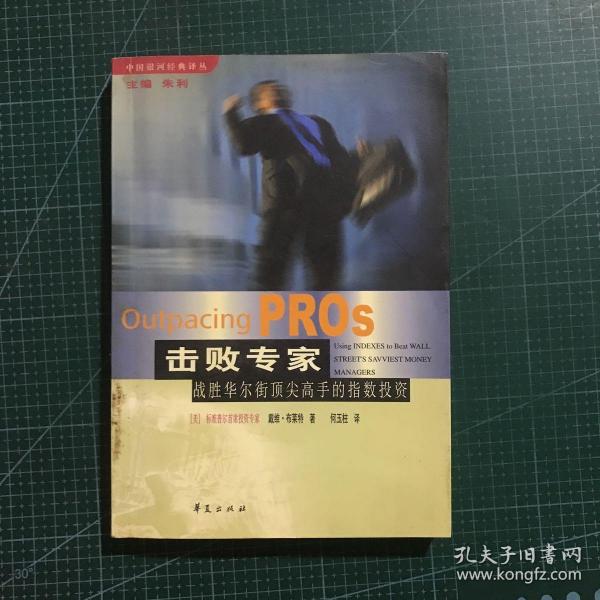 中国银河经典译丛
主编 朱利
Outpacing PROs
Using INDEXES to Beat WALL
STREET'S SAVVIEST MONEY
MANAGERS
击败专家
战胜华尔街顶尖高手的指数投资
[美] 标准普尔首席投资专家 戴维·布莱特 著 何玉柱 译
华夏出版社
30°
孔夫子旧书网
www.kongfz.com